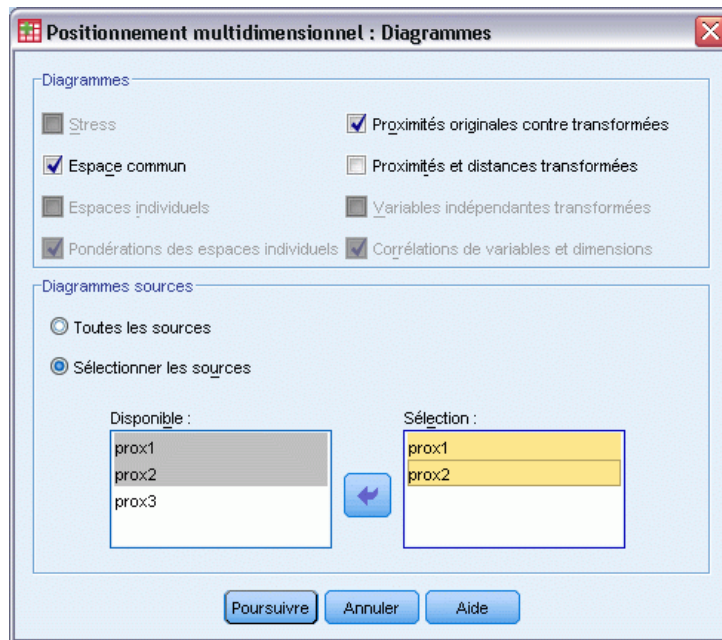 Positionnement multidimensionnel : Diagrammes
Diagrammes
Stress
Proximités originales contre transformées
Espace commun
Proximités et distances transformées
Espaces individuels
Variables indépendantes transformées
Pondérations des espaces individuels
Corrélations de variables et dimensions
Diagrammes sources
Toutes les sources
Sélectionner les sources
Disponible :
prox1
prox2
prox3
Sélection :
prox1
prox2
Poursuivre
Annuler
Aide